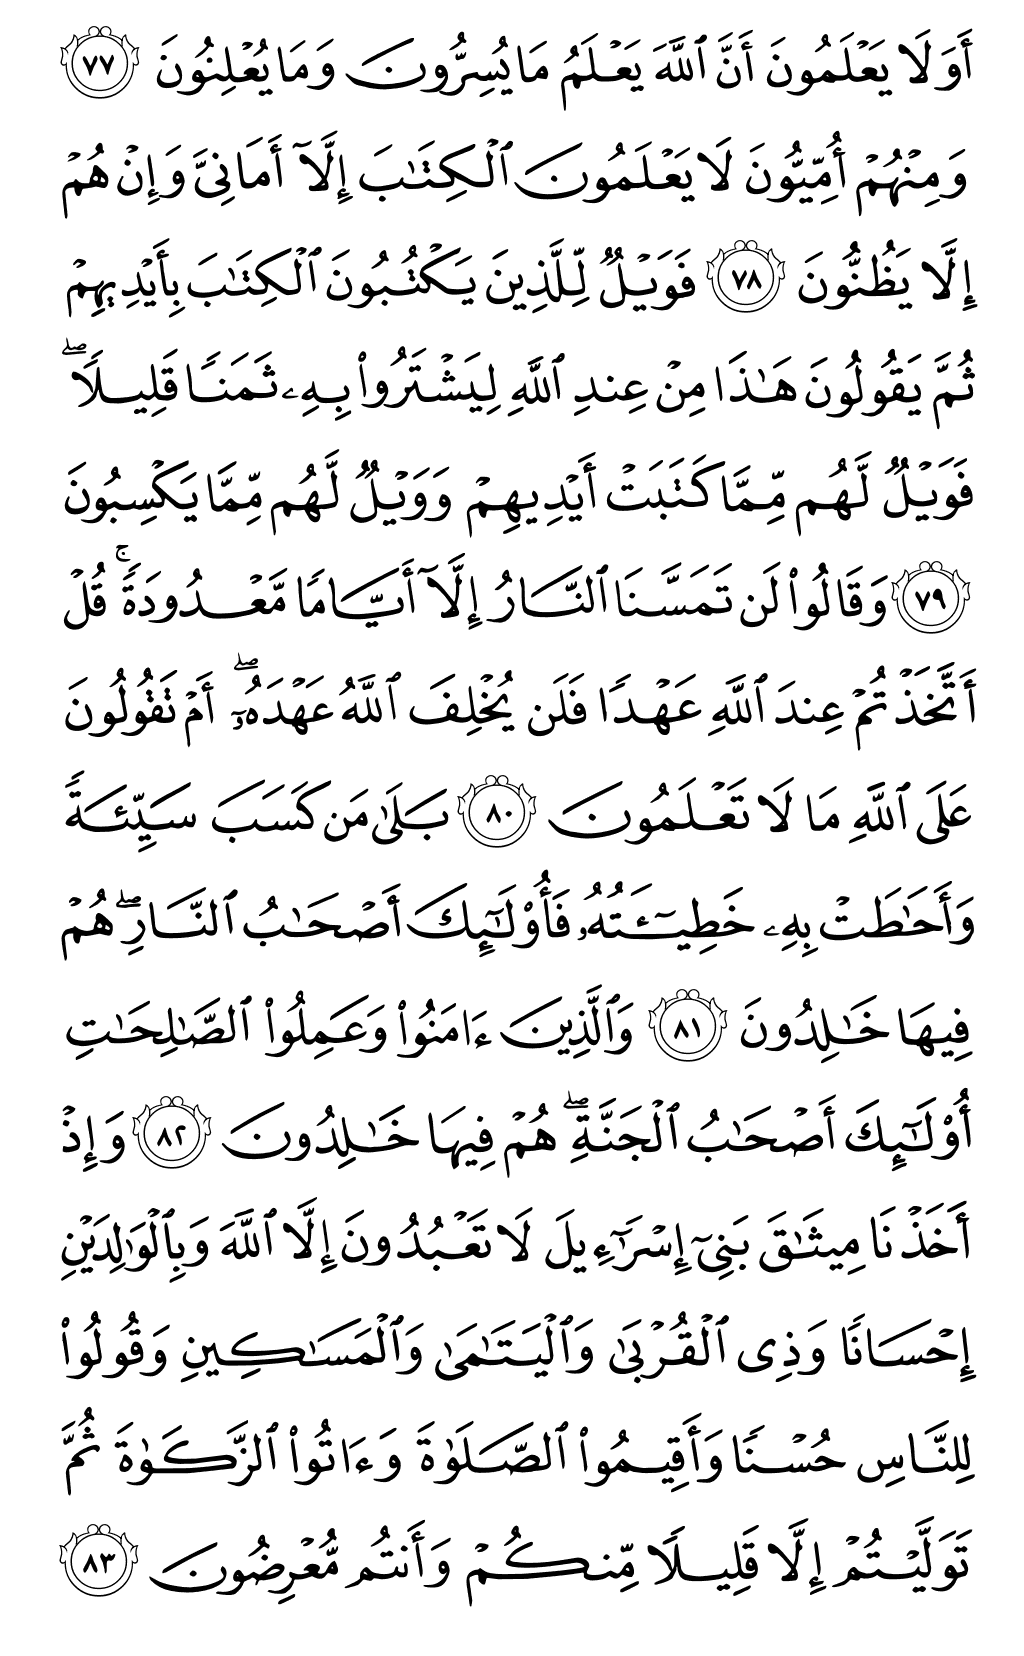 أَوَلَا يَعْلَمُونَ أَنَّ ٱللَّهَ يَعْلَمُ مَا يُسِرُّونَ وَمَا يُعْلِنُونَ ٧٧
وَمِنْهُمْ أُمِّيُّونَ لَا يَعْلَمُونَ ٱلْكِتَٰبَ إِلَّآ أَمَانِىَّ وَإِنْ هُمْ
إِلَّا يَظُنُّونَ ٧٨ فَوَيْلٌ لِّلَّذِينَ يَكْتُبُونَ ٱلْكِتَٰبَ بِأَيْدِيهِمْ
ثُمَّ يَقُولُونَ هَٰذَا مِنْ عِندِ ٱللَّهِ لِيَشْتَرُوا۟ بِهِۦ ثَمَنًا قَلِيلًا ۖ
فَوَيْلٌ لَّهُم مِّمَّا كَتَبَتْ أَيْدِيهِمْ وَوَيْلٌ لَّهُم مِّمَّا يَكْسِبُونَ
٧٩ وَقَالُوا۟ لَن تَمَسَّنَا ٱلنَّارُ إِلَّآ أَيَّامًا مَّعْدُودَةً ۚ قُلْ
أَتَّخَذْتُمْ عِندَ ٱللَّهِ عَهْدًا فَلَن يُخْلِفَ ٱللَّهُ عَهْدَهُۥٓ ۖ أَمْ تَقُولُونَ
عَلَى ٱللَّهِ مَا لَا تَعْلَمُونَ ٨٠ بَلَىٰ مَن كَسَبَ سَيِّئَةً
وَأَحَٰطَتْ بِهِۦ خَطِيٓـَٔتُهُۥ فَأُو۟لَٰٓئِكَ أَصْحَٰبُ ٱلنَّارِ ۖ هُمْ
فِيهَا خَٰلِدُونَ ٨١ وَٱلَّذِينَ ءَامَنُوا۟ وَعَمِلُوا۟ ٱلصَّٰلِحَٰتِ
أُو۟لَٰٓئِكَ أَصْحَٰبُ ٱلْجَنَّةِ ۖ هُمْ فِيهَا خَٰلِدُونَ ٨٢ وَإِذْ
أَخَذْنَا مِيثَٰقَ بَنِىٓ إِسْرَٰٓءِيلَ لَا تَعْبُدُونَ إِلَّا ٱللَّهَ وَبِٱلْوَٰلِدَيْنِ
إِحْسَانًا وَذِى ٱلْقُرْبَىٰ وَٱلْيَتَٰمَىٰ وَٱلْمَسَٰكِينِ وَقُولُوا۟
لِلنَّاسِ حُسْنًا وَأَقِيمُوا۟ ٱلصَّلَوٰةَ وَءَاتُوا۟ ٱلزَّكَوٰةَ ثُمَّ
تَوَلَّيْتُمْ إِلَّا قَلِيلًا مِّنكُمْ وَأَنتُم مُّعْرِضُونَ ٨٣